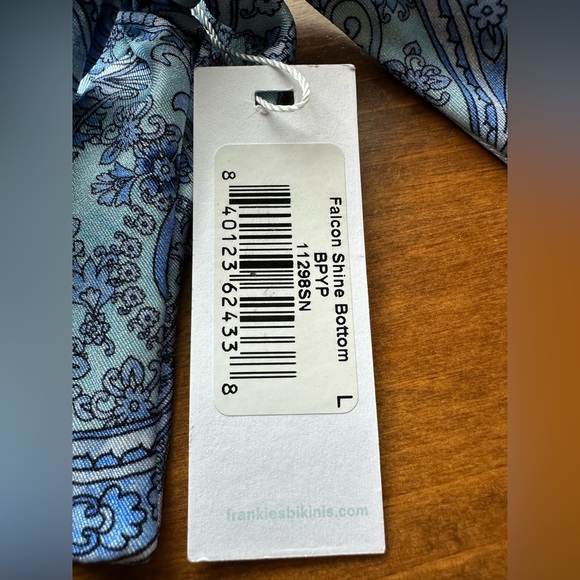 Falcon Shine Bottom L
BPYP
11298SN
8 40123 62433 8
frankiesbikinis.com